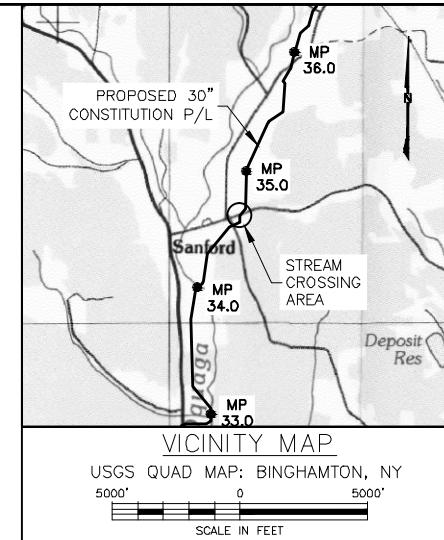 MP
36.0
PROPOSED 30"
CONSTITUTION P/L
N
MP
35.0
Sanford
STREAM
CROSSING
AREA
MP
34.0
Deposit
Res
quaga
MP
33.0
VICINITY MAP
USGS QUAD MAP: BINGHAMTON, NY
5000' 0 5000'
SCALE IN FEET